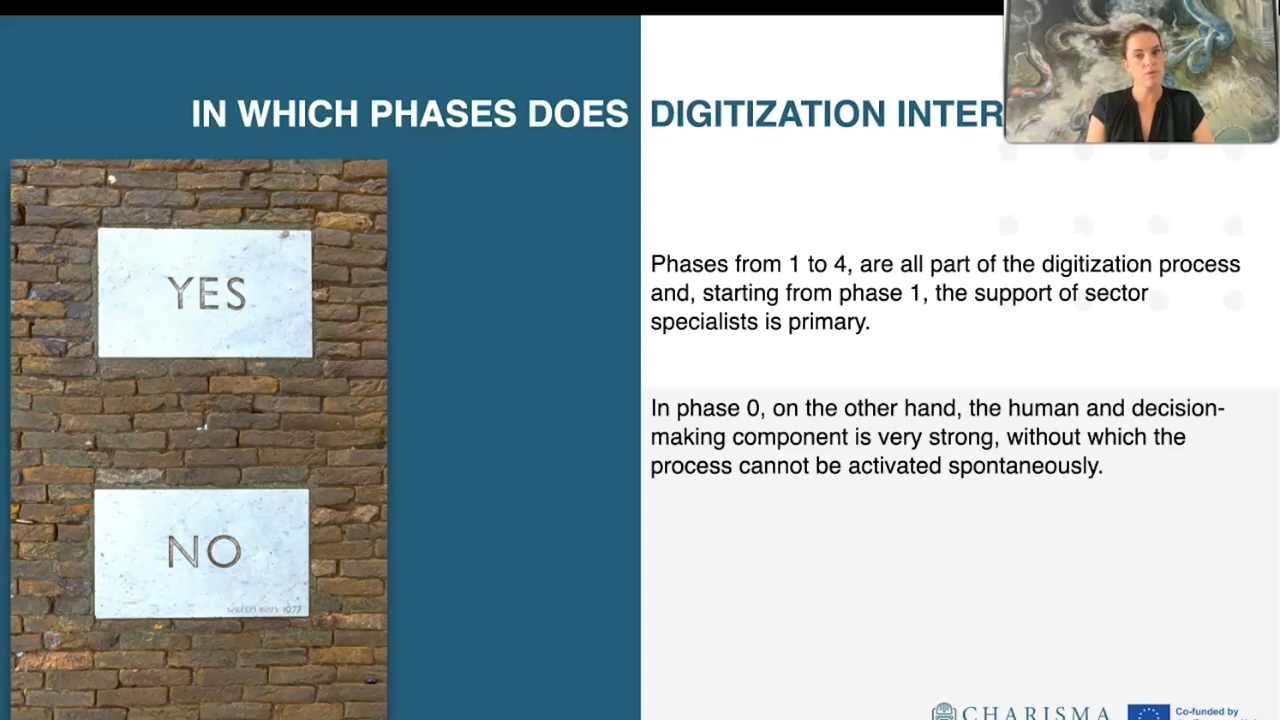 IN WHICH PHASES DOES DIGITIZATION INTER
YES
NO
WILLEM BUIJS 1977
Phases from 1 to 4, are all part of the digitization process
and, starting from phase 1, the support of sector
specialists is primary.
In phase 0, on the other hand, the human and decision-
making component is very strong, without which the
process cannot be activated spontaneously.
CHARISMA
Co-funded by